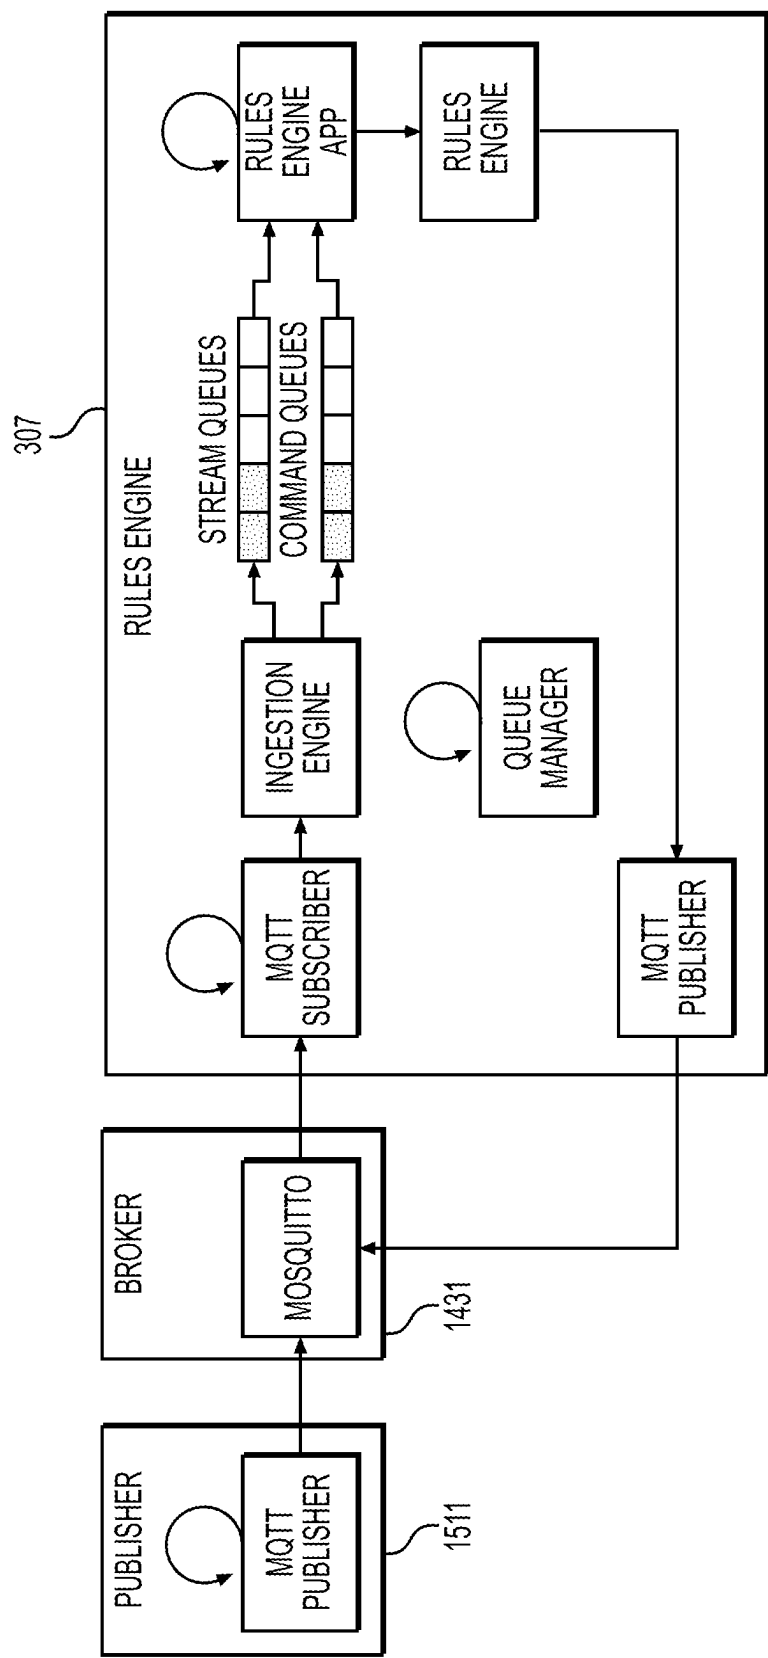 PUBLISHER
MQTT
PUBLISHER
1511
BROKER
MOSQUITTO
1431
307
RULES ENGINE
MQTT
SUBSCRIBER
INGESTION
ENGINE
STREAM QUEUES
COMMAND QUEUES
RULES
ENGINE
APP
RULES
ENGINE
QUEUE
MANAGER
MQTT
PUBLISHER